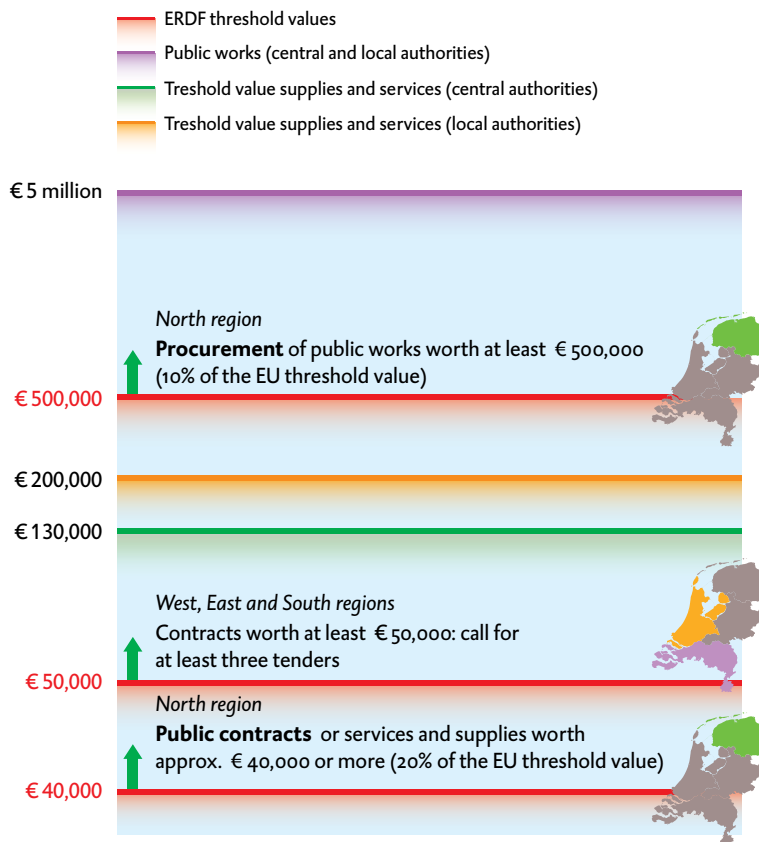 ERDF threshold values
Public works (central and local authorities)
Treshold value supplies and services (central authorities)
Treshold value supplies and services (local authorities)
€ 5 million
North region
Procurement of public works worth at least € 500,000
(10% of the EU threshold value)
€ 500,000
€ 200,000
€ 130,000
West, East and South regions
Contracts worth at least € 50,000: call for
at least three tenders
€ 50,000
North region
Public contracts or services and supplies worth
approx. € 40,000 or more (20% of the EU threshold value)
€ 40,000